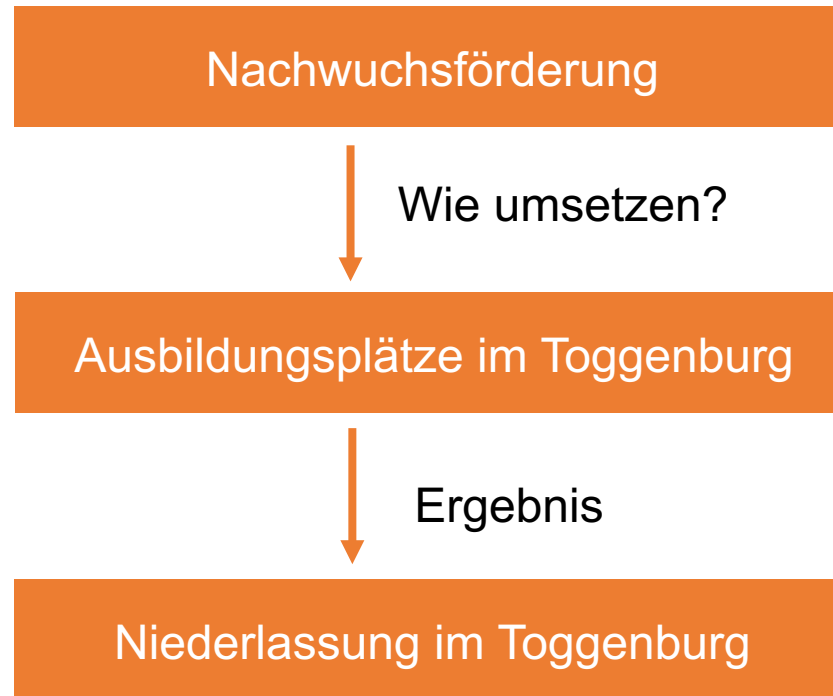 Nachwuchsförderung
Wie umsetzen?
Ausbildungsplätze im Toggenburg
Ergebnis
Niederlassung im Toggenburg